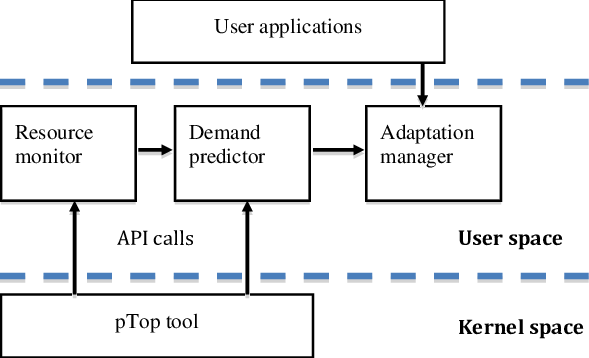 User applications
Resource
monitor
Demand
predictor
Adaptation
manager
API calls
User space
pTop tool
Kernel space